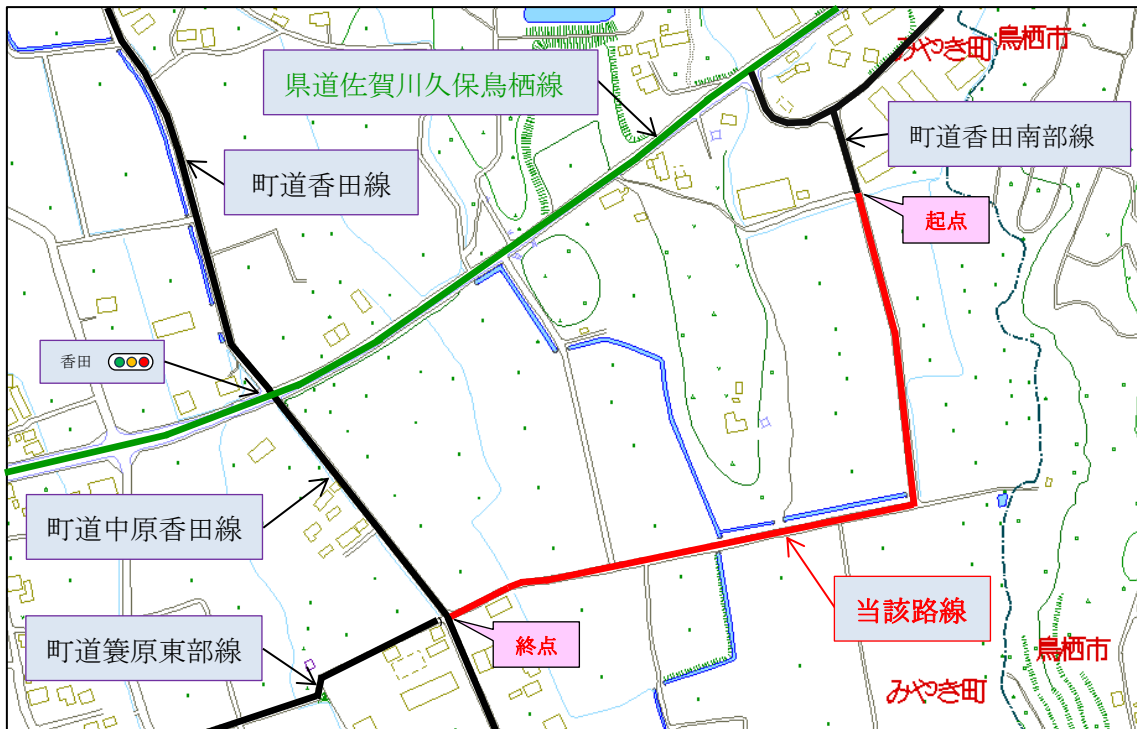 みやき町
鳥栖市
県道佐賀川久保鳥栖線
町道香田南部線
町道香田線
起点
香田
町道中原香田線
当該路線
町道簑原東部線
終点
鳥栖市
みやき町